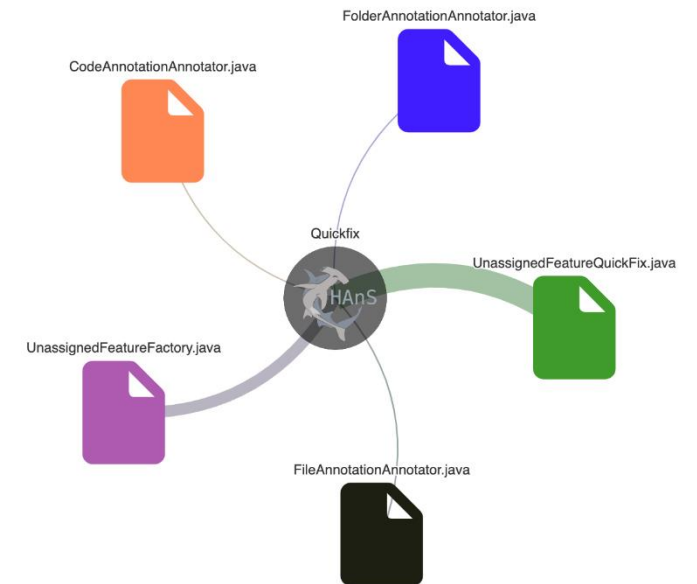 FolderAnnotationAnnotator.java
CodeAnnotationAnnotator.java
Quickfix
UnassignedFeatureQuickFix.java
HAnS
UnassignedFeatureFactory.java
FileAnnotationAnnotator.java